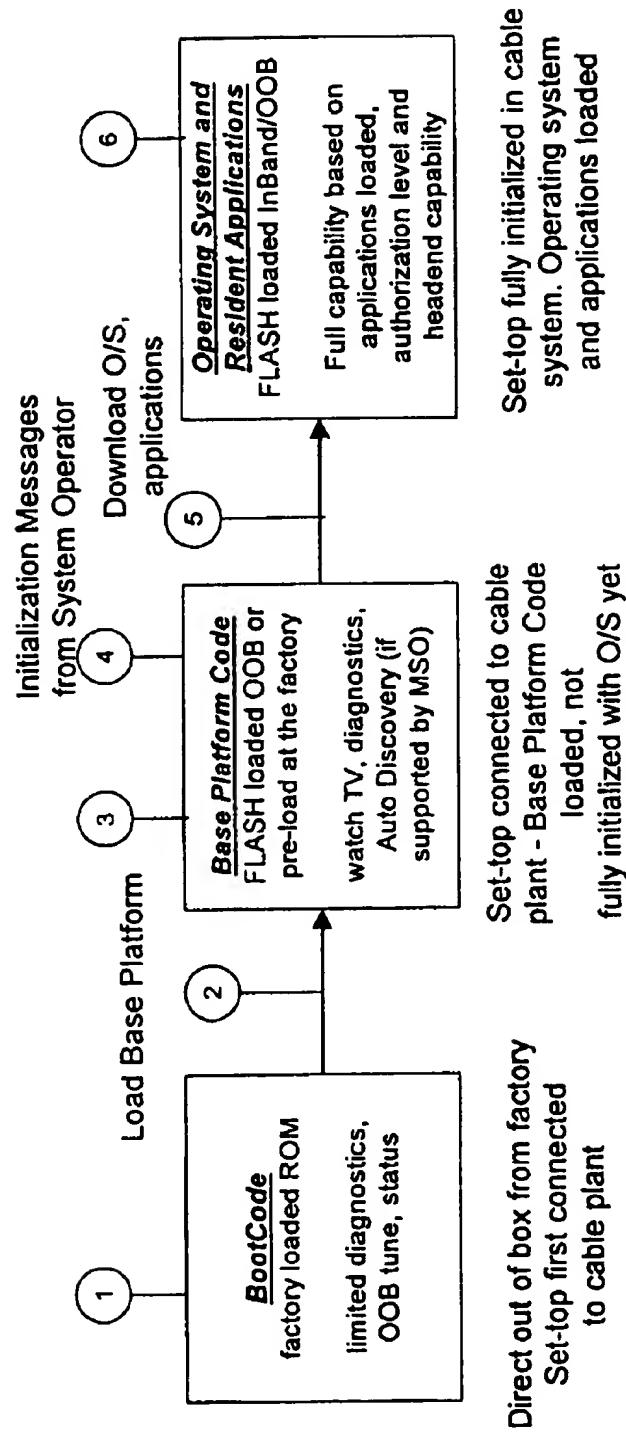 1
BootCode
factory loaded ROM
limited diagnostics,
OOB tune, status
Direct out of box from factory
Set-top first connected
to cable plant
Load Base Platform
2
3
Base Platform Code
FLASH loaded OOB or
pre-load at the factory
watch TV, diagnostics,
Auto Discovery (if
supported by MSO)
Set-top connected to cable
plant - Base Platform Code
loaded, not
fully initialized with O/S yet
Initialization Messages
from System Operator
4
Download O/S,
applications
5
6
Operating System and
Resident Applications
FLASH loaded InBand/OOB
Full capability based on
applications loaded,
authorization level and
headend capability
Set-top fully initialized in cable
system. Operating system
and applications loaded